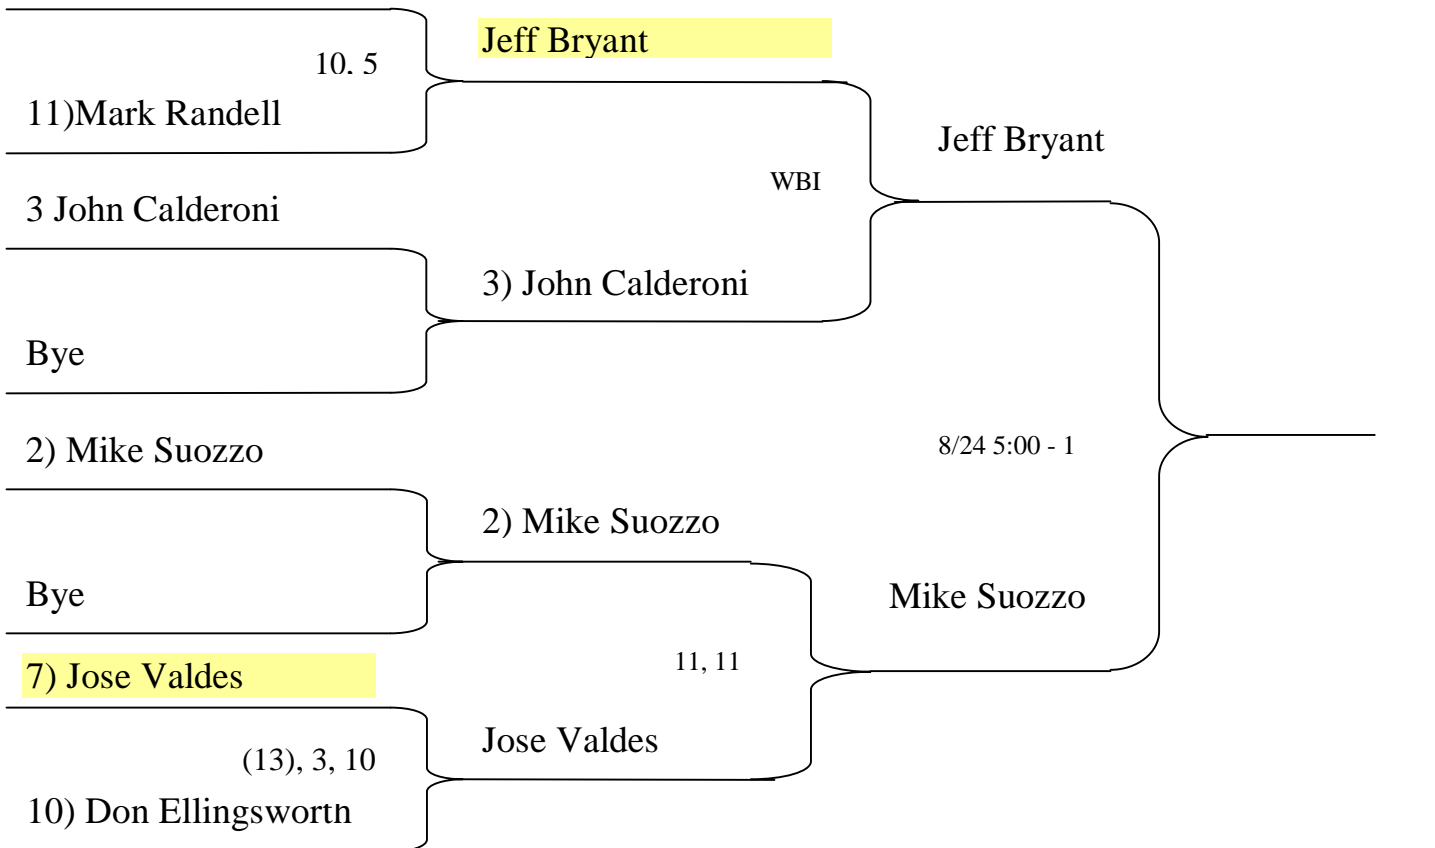 Jeff Bryant
10, 5
11)Mark Randell
Jeff Bryant
WBI
3 John Calderoni
3) John Calderoni
Bye
2) Mike Suozzo
8/24 5:00 - 1
2) Mike Suozzo
Bye
Mike Suozzo
11, 11
7) Jose Valdes
Jose Valdes
(13), 3, 10
10) Don Ellingsworth